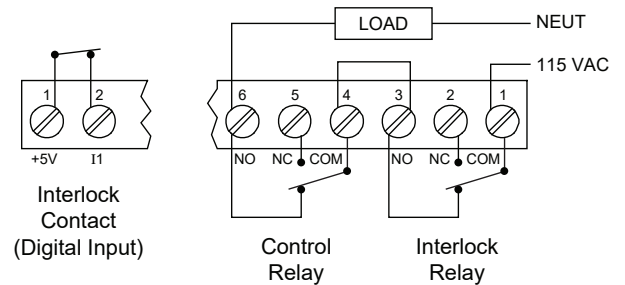 LOAD
NEUT
115 VAC
1 2
+5V I1
Interlock
Contact
(Digital Input)
6 5 4 3 2 1
NO NC COM NO NC COM
Control
Relay
Interlock
Relay